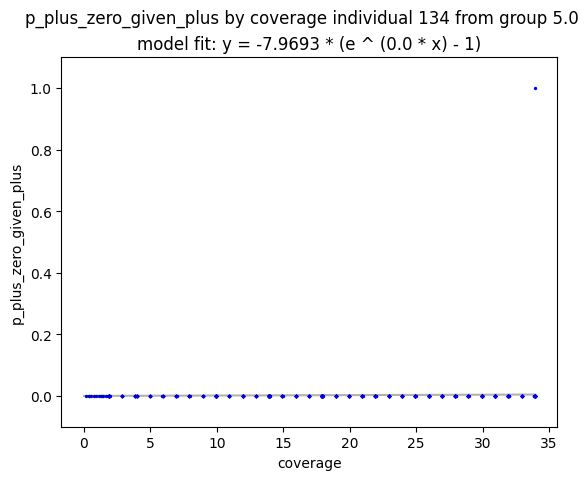 p_plus_zero_given_plus by coverage individual 134 from group 5.0
model fit: y = -7.9693 * (e ^ (0.0 * x) - 1)
1.0
0.8
0.6
0.4
0.2
0.0
p_plus_zero_given_plus
0 5 10 15 20 25 30 35
coverage